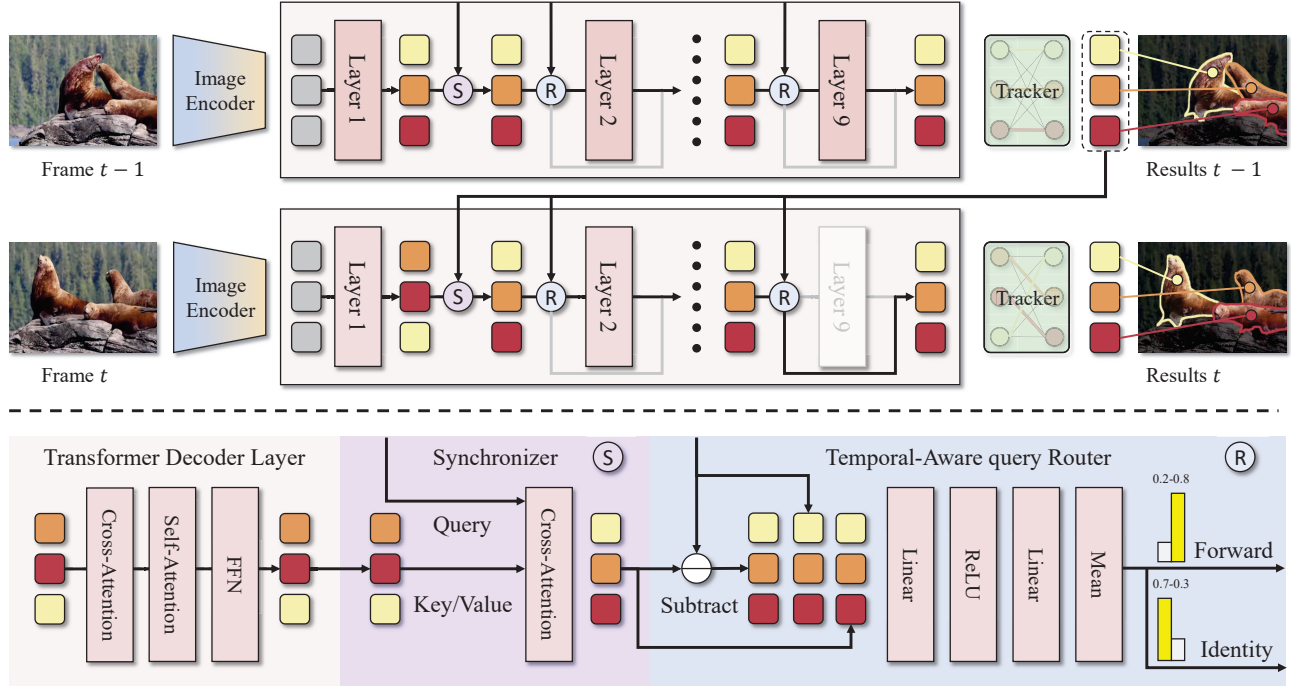 Image
Encoder
Layer 1
S
R
Layer 2
R
Layer 9
Tracker
Frame t − 1
Results t − 1
Image
Encoder
Layer 1
S
R
Layer 2
R
Layer 9
Tracker
Frame t
Results t
Transformer Decoder Layer
Synchronizer
S
Temporal-Aware query Router
R
Cross-Attention
Self-Attention
FFN
Query
Key/Value
Cross-Attention
Subtract
Linear
ReLU
Linear
Mean
0.2-0.8
Forward
0.7-0.3
Identity